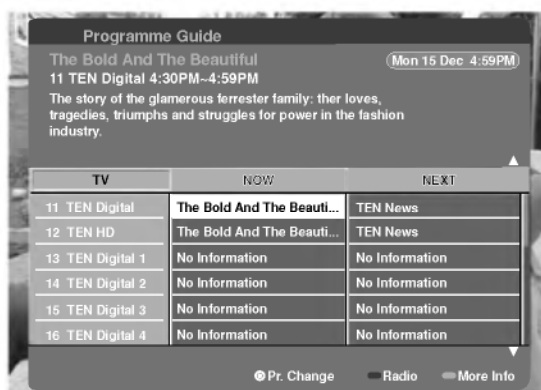 Programme Guide
The Bold And The Beautiful
Mon 15 Dec 4:59PM
11 TEN Digital 4:30PM~4:59PM
The story of the glamerous ferrester family: ther loves,
tragedies, triumphs and struggles for power in the fashion
industry.
TV NOW NEXT
11 TEN Digital The Bold And The Beauti... TEN News
12 TEN HD The Bold And The Beauti... TEN News
13 TEN Digital 1 No Information No Information
14 TEN Digital 2 No Information No Information
15 TEN Digital 3 No Information No Information
16 TEN Digital 4 No Information No Information
Pr. Change Radio More Info